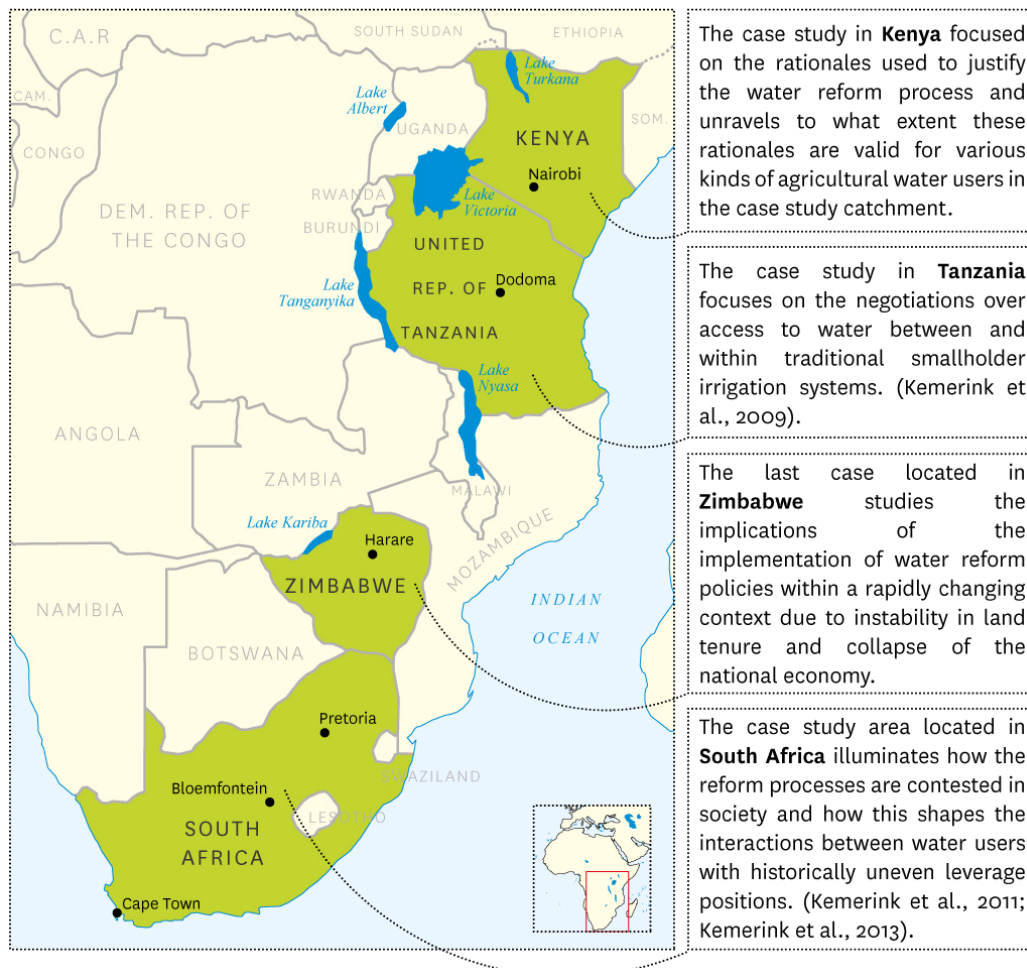 C.A.R
SOUTH SUDAN
ETHIOPIA
Lake
Turkana
CAM.
Lake
Albert
UGANDA
KENYA
SOM.
CONGO
Nairobi
RWANDA
Lake
Victoria
DEM. REP. OF
THE CONGO
BURUNDI
UNITED
REP. OF
TANZANIA
Dodoma
Lake
Tanganyika
Lake
Nyasa
ANGOLA
ZAMBIA
MALAWI
Lake Kariba
Harare
MOZAMBIQUE
ZIMBABWE
NAMIBIA
INDIAN
OCEAN
BOTSWANA
Pretoria
SWAZILAND
Bloemfontein
LESOTHO
SOUTH
AFRICA
Cape Town
The case study in Kenya focused
on the rationales used to justify
the water reform process and
unravels to what extent these
rationales are valid for various
kinds of agricultural water users in
the case study catchment.
The case study in Tanzania
focuses on the negotiations over
access to water between and
within traditional smallholder
irrigation systems. (Kemerink et
al., 2009).
The last case located in
Zimbabwe studies the
implications of the
implementation of water reform
policies within a rapidly changing
context due to instability in land
tenure and collapse of the
national economy.
The case study area located in
South Africa illuminates how the
reform processes are contested in
society and how this shapes the
interactions between water users
with historically uneven leverage
positions. (Kemerink et al., 2011;
Kemerink et al., 2013).